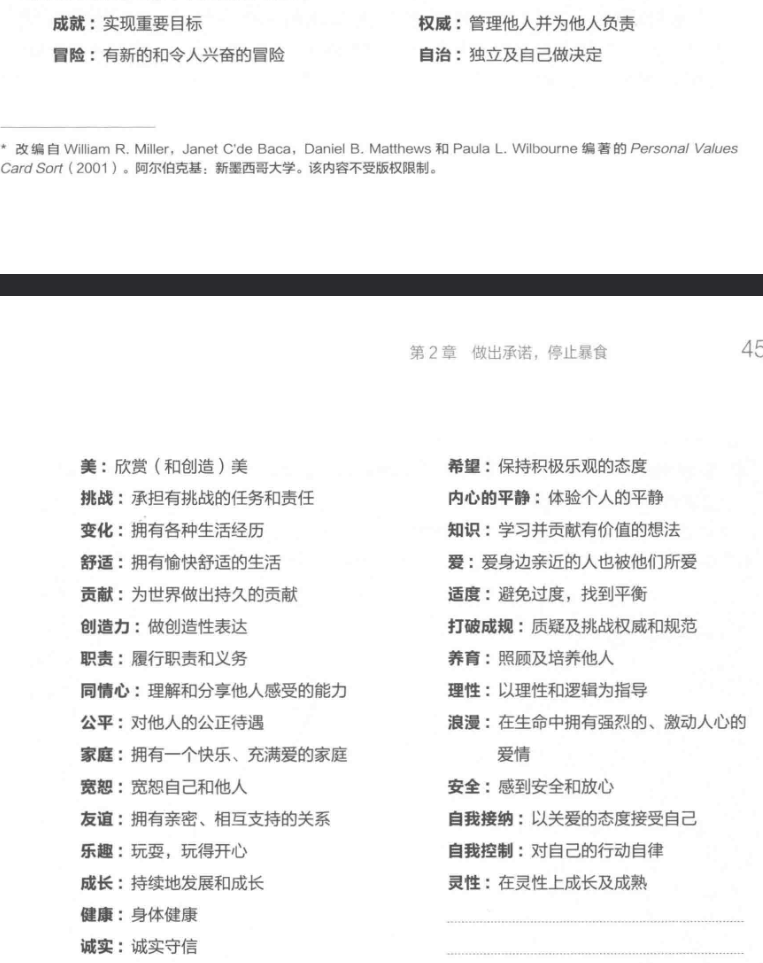 成就：实现重要目标
冒险：有新的和令人兴奋的冒险
权威：管理他人并为他人负责
自治：独立及自己做决定
* 改编自 William R. Miller，Janet C'de Baca，Daniel B. Matthews 和 Paula L. Wilbourne 编著的 Personal Values
Card Sort（2001）。阿尔伯克基：新墨西哥大学。该内容不受版权限制。
第 2 章　做出承诺，停止暴食
45
美：欣赏（和创造）美
挑战：承担有挑战的任务和责任
变化：拥有各种生活经历
舒适：拥有愉快舒适的生活
贡献：为世界做出持久的贡献
创造力：做创造性表达
职责：履行职责和义务
同情心：理解和分享他人感受的能力
公平：对他人的公正待遇
家庭：拥有一个快乐、充满爱的家庭
宽恕：宽恕自己和他人
友谊：拥有亲密、相互支持的关系
乐趣：玩耍，玩得开心
成长：持续地发展和成长
健康：身体健康
诚实：诚实守信
希望：保持积极乐观的态度
内心的平静：体验个人的平静
知识：学习并贡献有价值的想法
爱：爱身边亲近的人也被他们所爱
适度：避免过度，找到平衡
打破成规：质疑及挑战权威和规范
养育：照顾及培养他人
理性：以理性和逻辑为指导
浪漫：在生命中拥有强烈的、激动人心的
爱情
安全：感到安全和放心
自我接纳：以关爱的态度接受自己
自我控制：对自己的行动自律
灵性：在灵性上成长及成熟